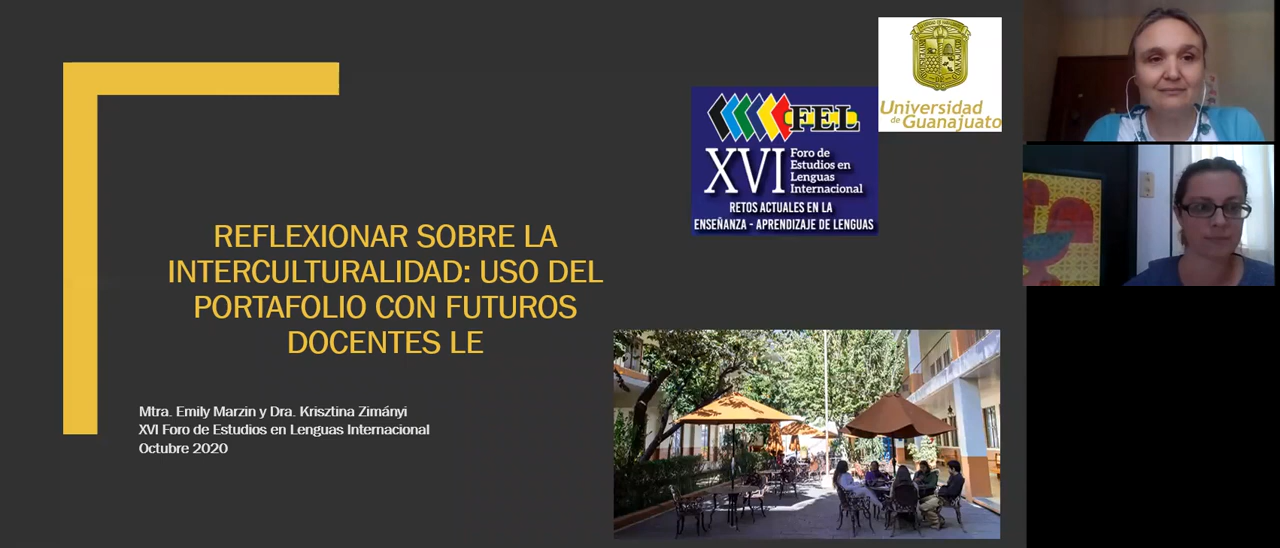 REFLEXIONAR SOBRE LA
INTERCULTURALIDAD: USO DEL
PORTAFOLIO CON FUTUROS
DOCENTES LE
Mtra. Emily Marzin y Dra. Krisztina Zimányi
XVI Foro de Estudios en Lenguas Internacional
Octubre 2020
FEL
XVI
Foro de
Estudios en
Lenguas
Internacional
RETOS ACTUALES EN LA
ENSEÑANZA - APRENDIZAJE DE LENGUAS
Universidad
de Guanajuato